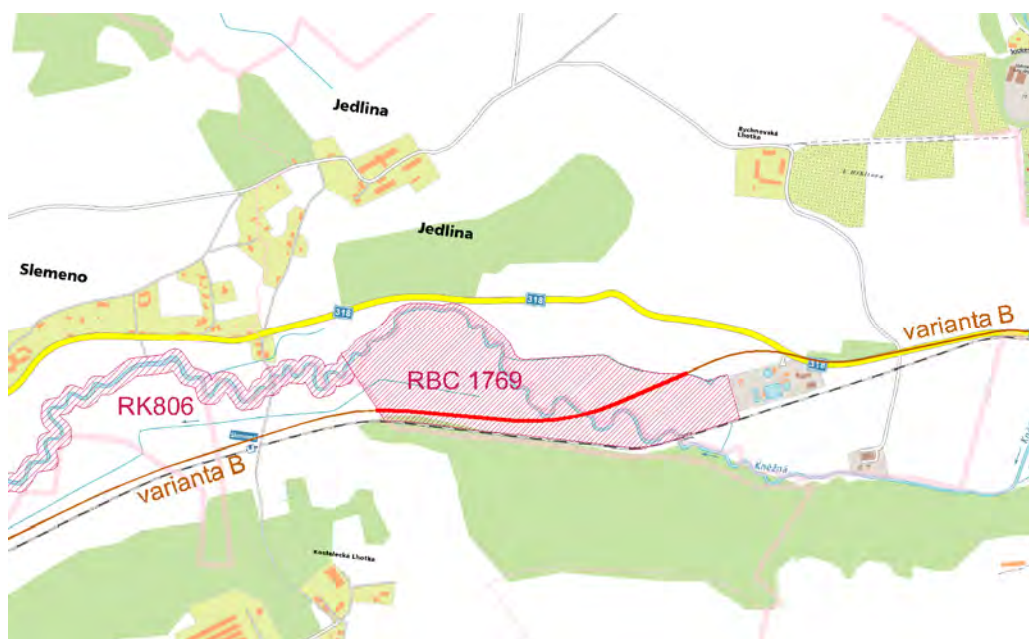 Jedlina
Rychnovská
Lhotka
Jedlina
Slemeno
318
318
318
varianta B
RBC 1769
RK806
varianta B
Kněžná
Kostelecká Lhotka